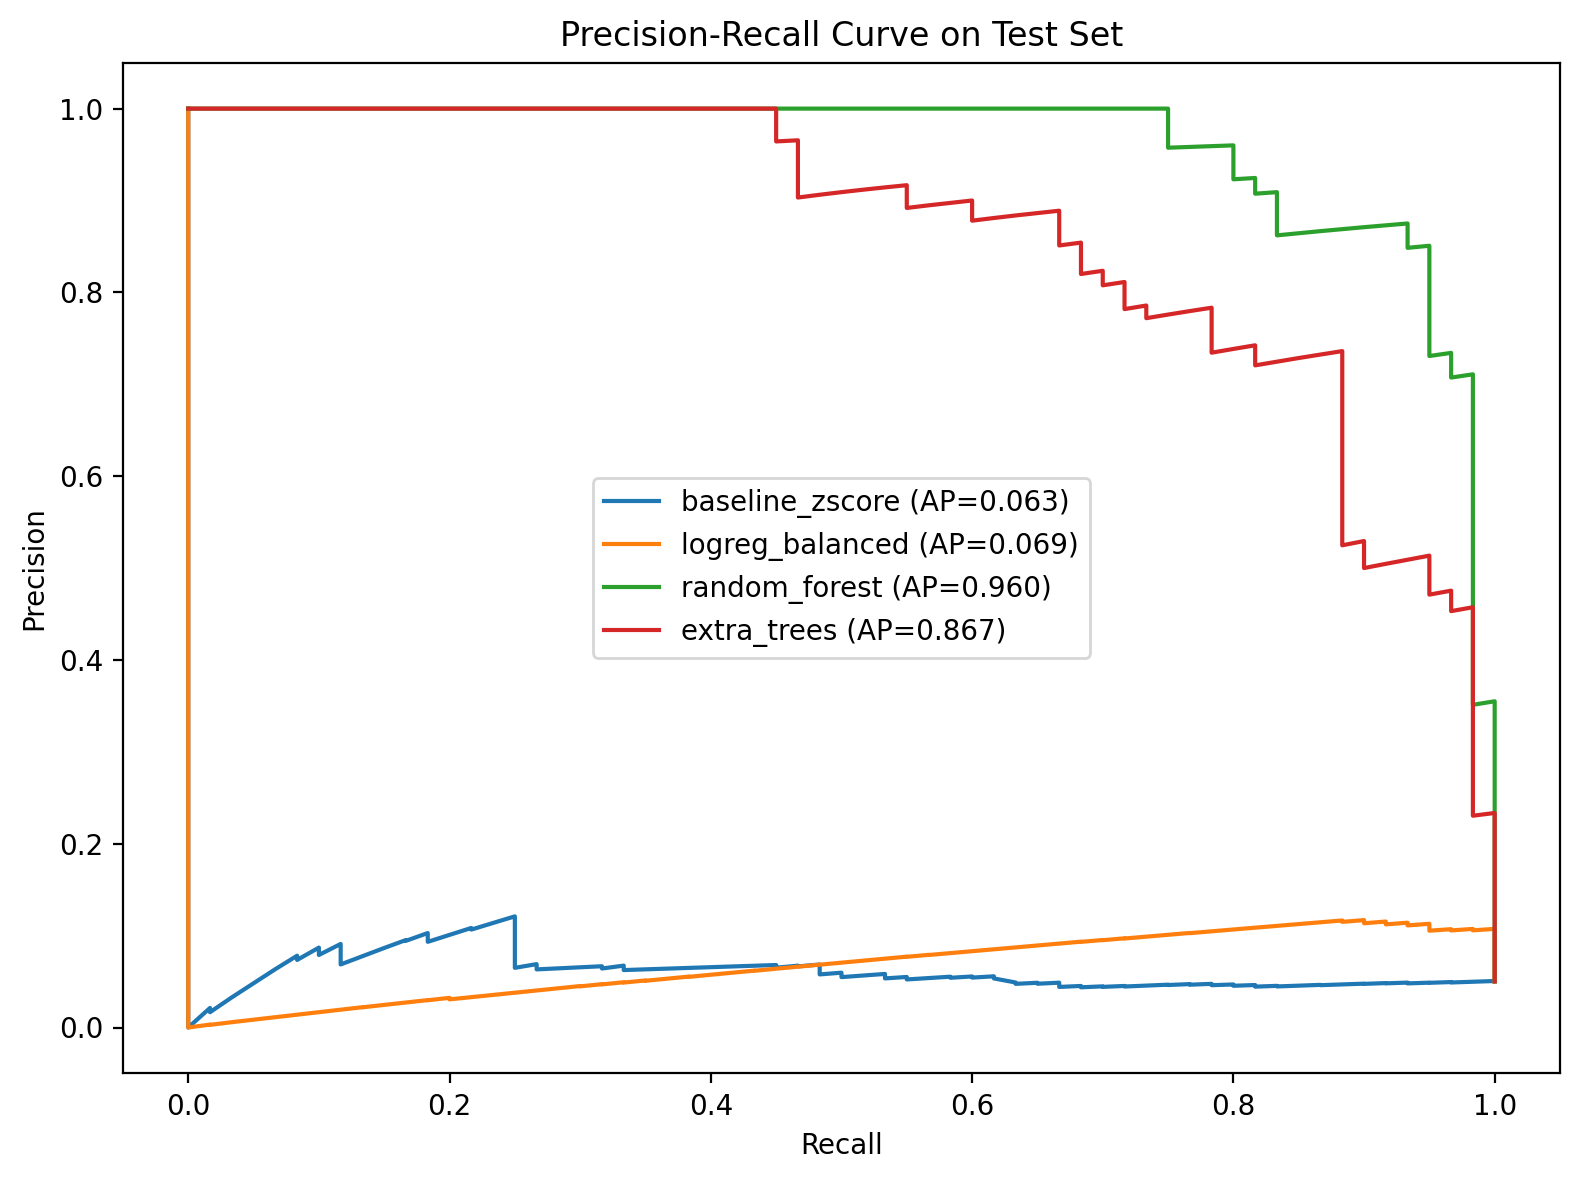 Precision-Recall Curve on Test Set
1.0
0.8
0.6
0.4
0.2
0.0
Precision
baseline_zscore (AP=0.063)
logreg_balanced (AP=0.069)
random_forest (AP=0.960)
extra_trees (AP=0.867)
0.0 0.2 0.4 0.6 0.8 1.0
Recall